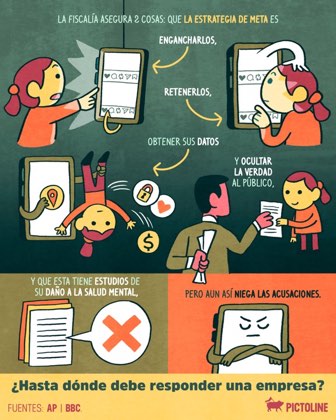 LA FISCALÍA ASEGURA 2 COSAS: QUE LA ESTRATEGIA DE META ES
ENGANCHARLOS,
RETENERLOS,
OBTENER SUS DATOS
Y OCULTAR
LA VERDAD
AL PÚBLICO,
$
Y QUE ESTA TIENE ESTUDIOS DE
SU DAÑO A LA SALUD MENTAL,
PERO AUN ASÍ NIEGA LAS ACUSACIONES.
¿Hasta dónde debe responder una empresa?
FUENTES: AP | BBC
PICTOLINE